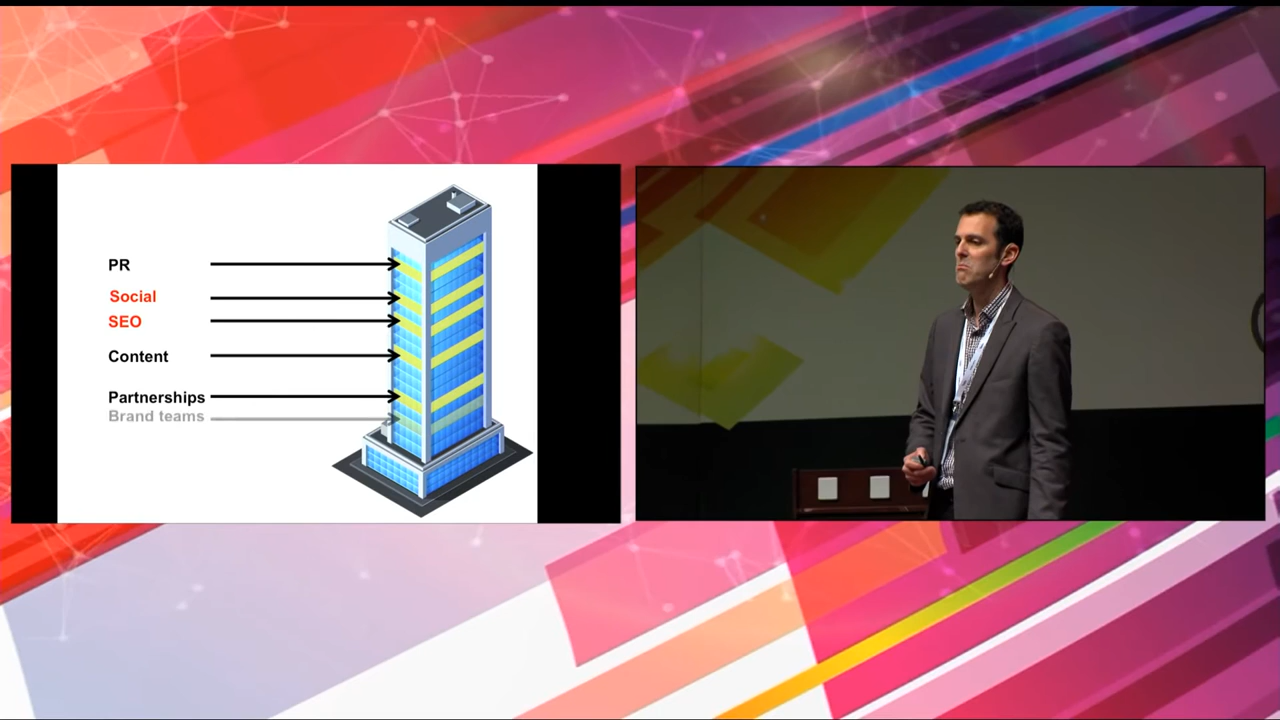 PR
Social
SEO
Content
Partnerships
Brand teams